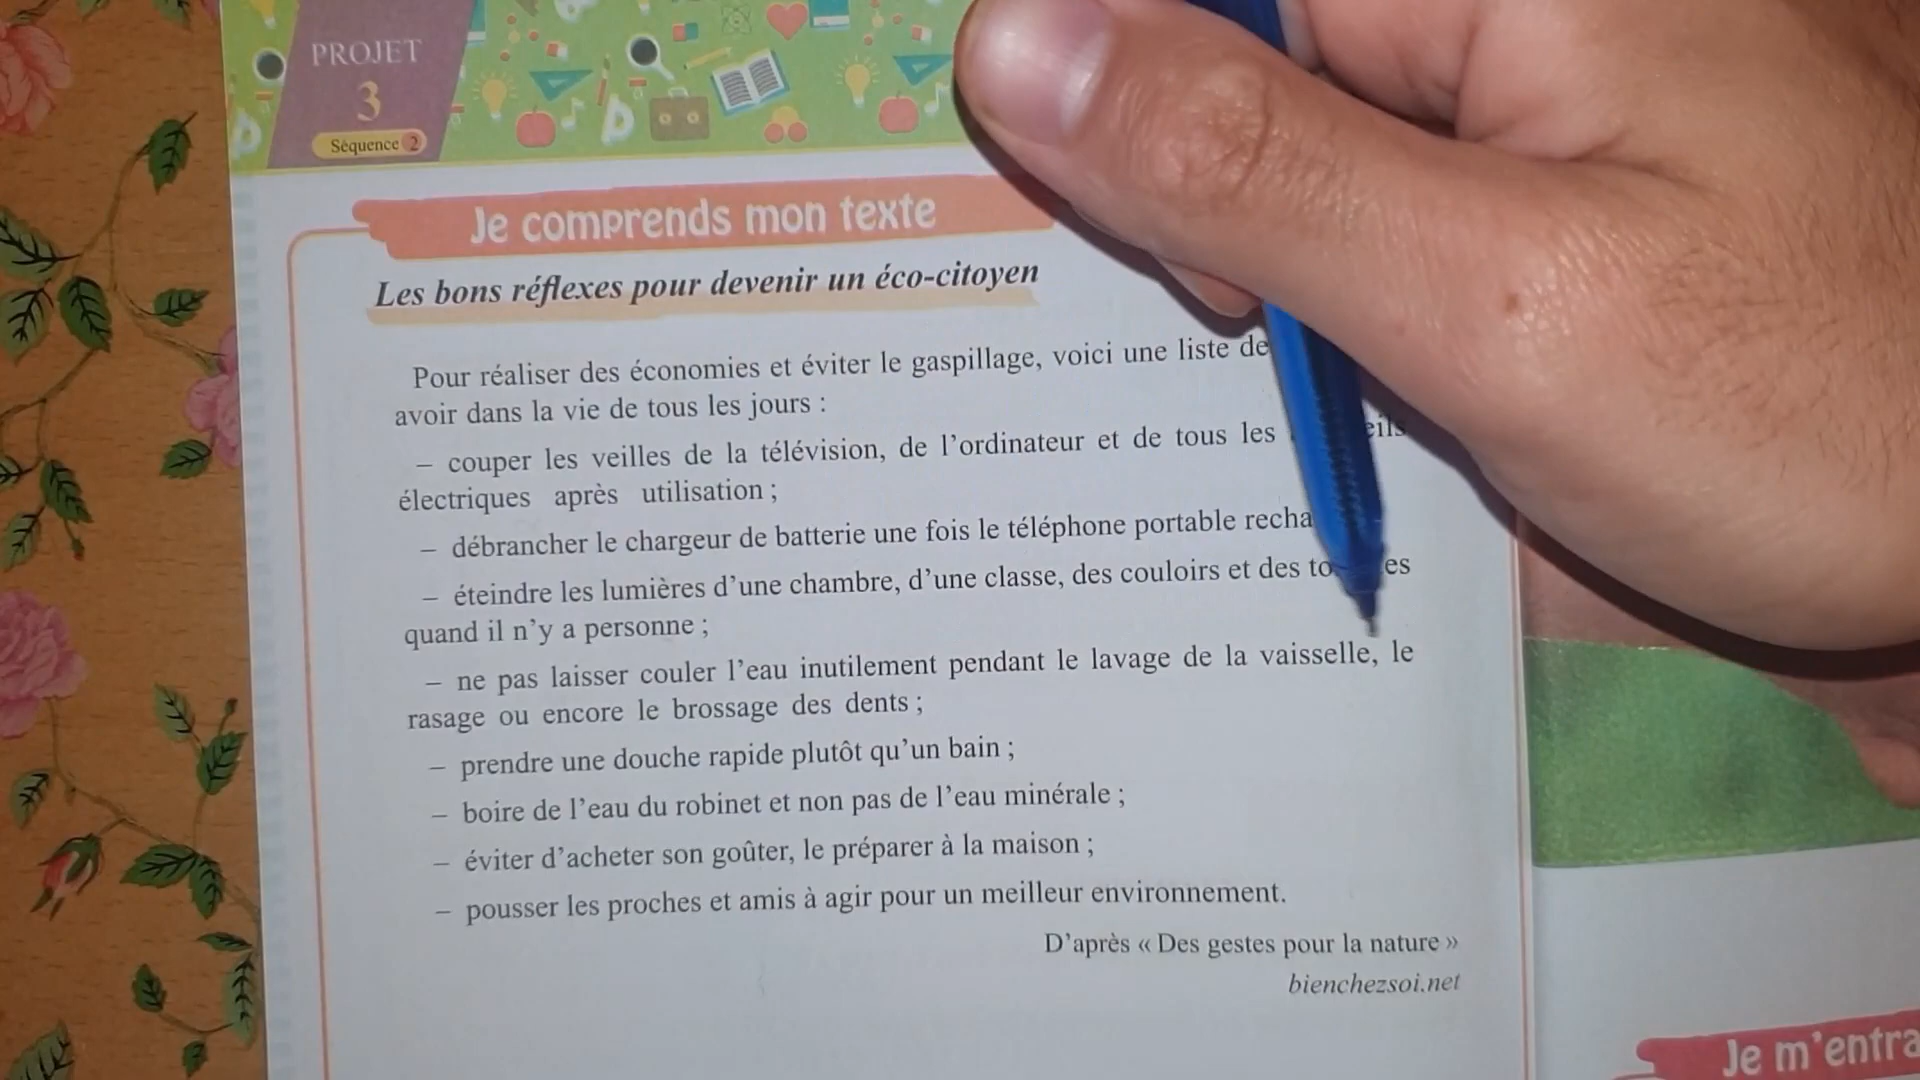 PROJET
3
Séquence 2
Je comprends mon texte
Les bons réflexes pour devenir un éco-citoyen
Pour réaliser des économies et éviter le gaspillage, voici une liste de
avoir dans la vie de tous les jours :
– couper les veilles de la télévision, de l'ordinateur et de tous les
électriques après utilisation ;
– débrancher le chargeur de batterie une fois le téléphone portable
– éteindre les lumières d'une chambre, d'une classe, des couloirs et des
quand il n'y a personne ;
– ne pas laisser couler l'eau inutilement pendant le lavage de la vaisselle, le
rasage ou encore le brossage des dents ;
– prendre une douche rapide plutôt qu'un bain ;
– boire de l'eau du robinet et non pas de l'eau minérale ;
– éviter d'acheter son goûter, le préparer à la maison ;
– pousser les proches et amis à agir pour un meilleur environnement.
D'après « Des gestes pour la nature »
bienchezsoi.net
Je m'entra